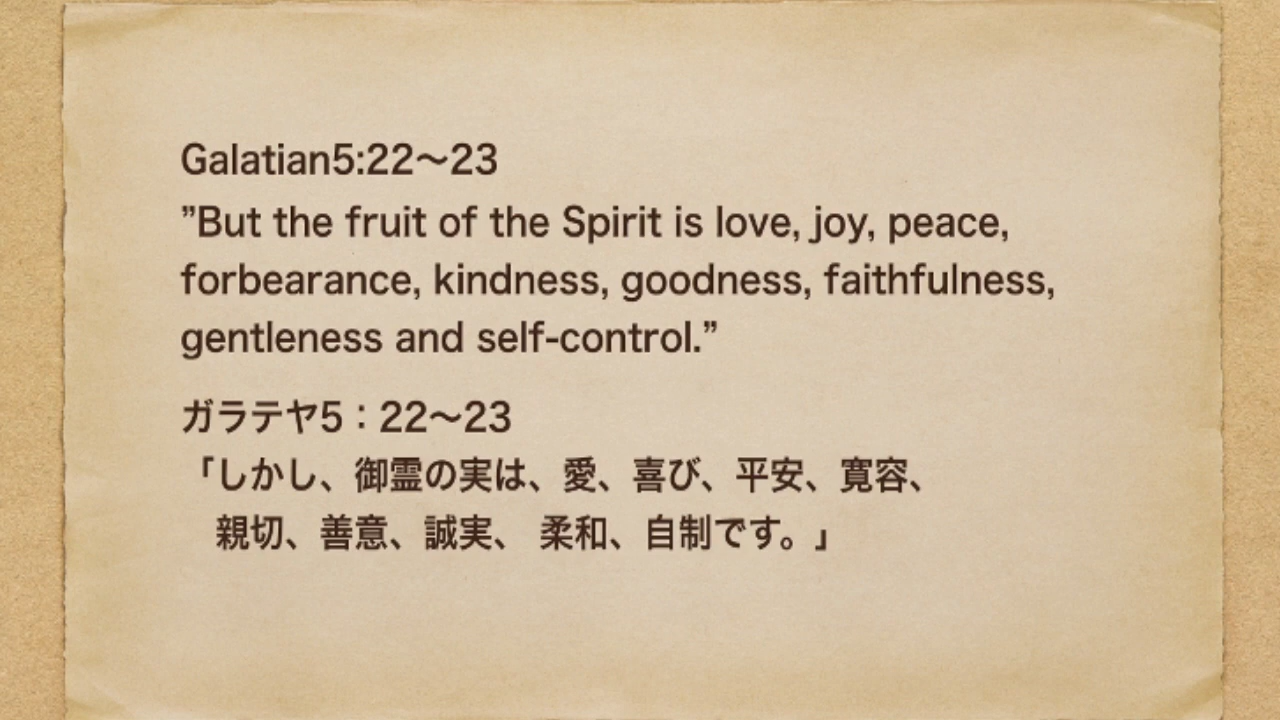 Galatian5:22〜23
”But the fruit of the Spirit is love, joy, peace,
forbearance, kindness, goodness, faithfulness,
gentleness and self-control.”
ガラテヤ5：22〜23
「しかし、御霊の実は、愛、喜び、平安、寛容、
親切、善意、誠実、 柔和、自制です。」